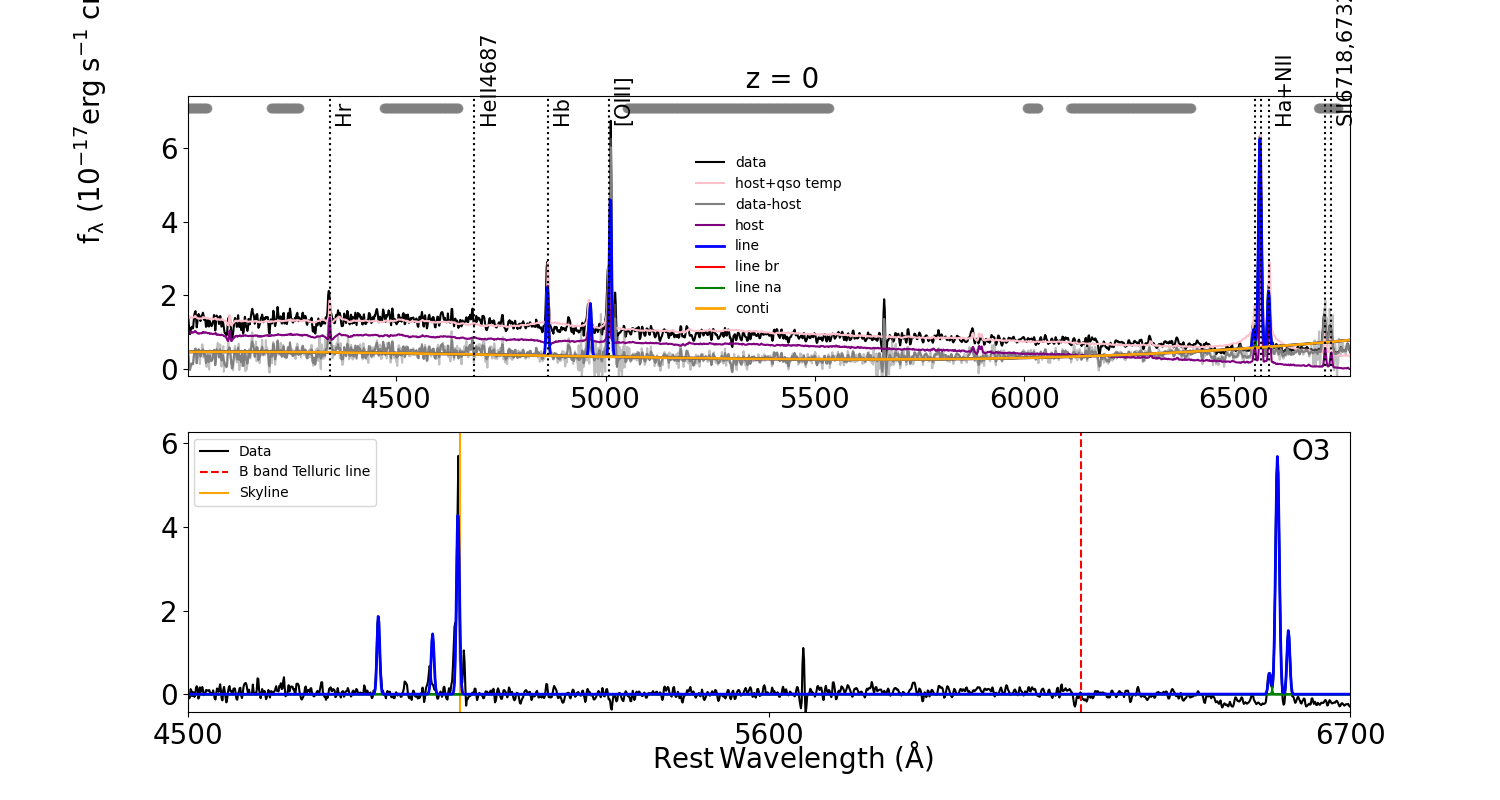 z = 0
f_λ (10^−17 erg s^−1
Hr
HeII4687
Hb
[OIII]
Ha+NII
SII6718,673
6
4
2
0
data
host+qso temp
data-host
host
line
line br
line na
conti
4500
5000
5500
6000
6500
6
4
2
0
Data
B band Telluric line
Skyline
O3
4500
5600
6700
Rest Wavelength (Å)